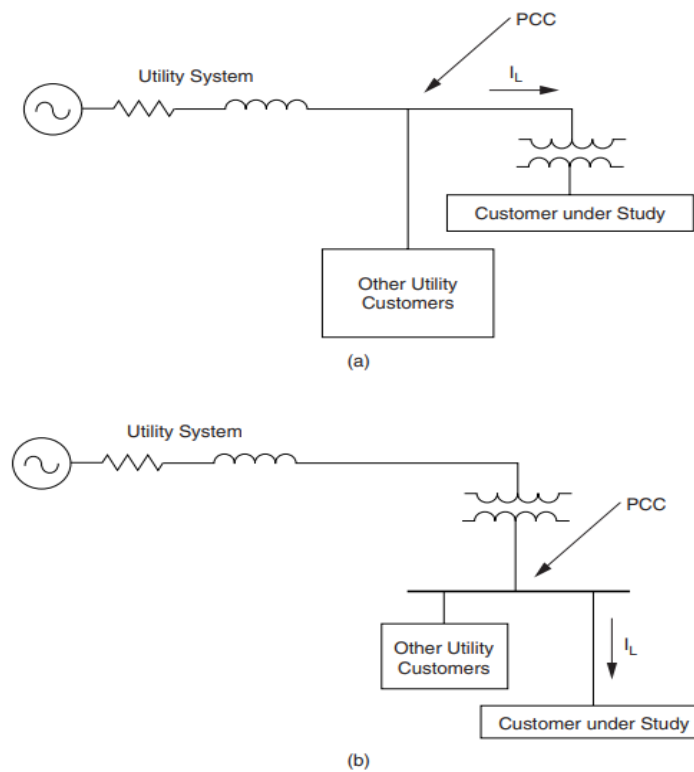 PCC
Utility System
I_L
Customer under Study
Other Utility
Customers
(a)
Utility System
PCC
Other Utility
Customers
I_L
Customer under Study
(b)